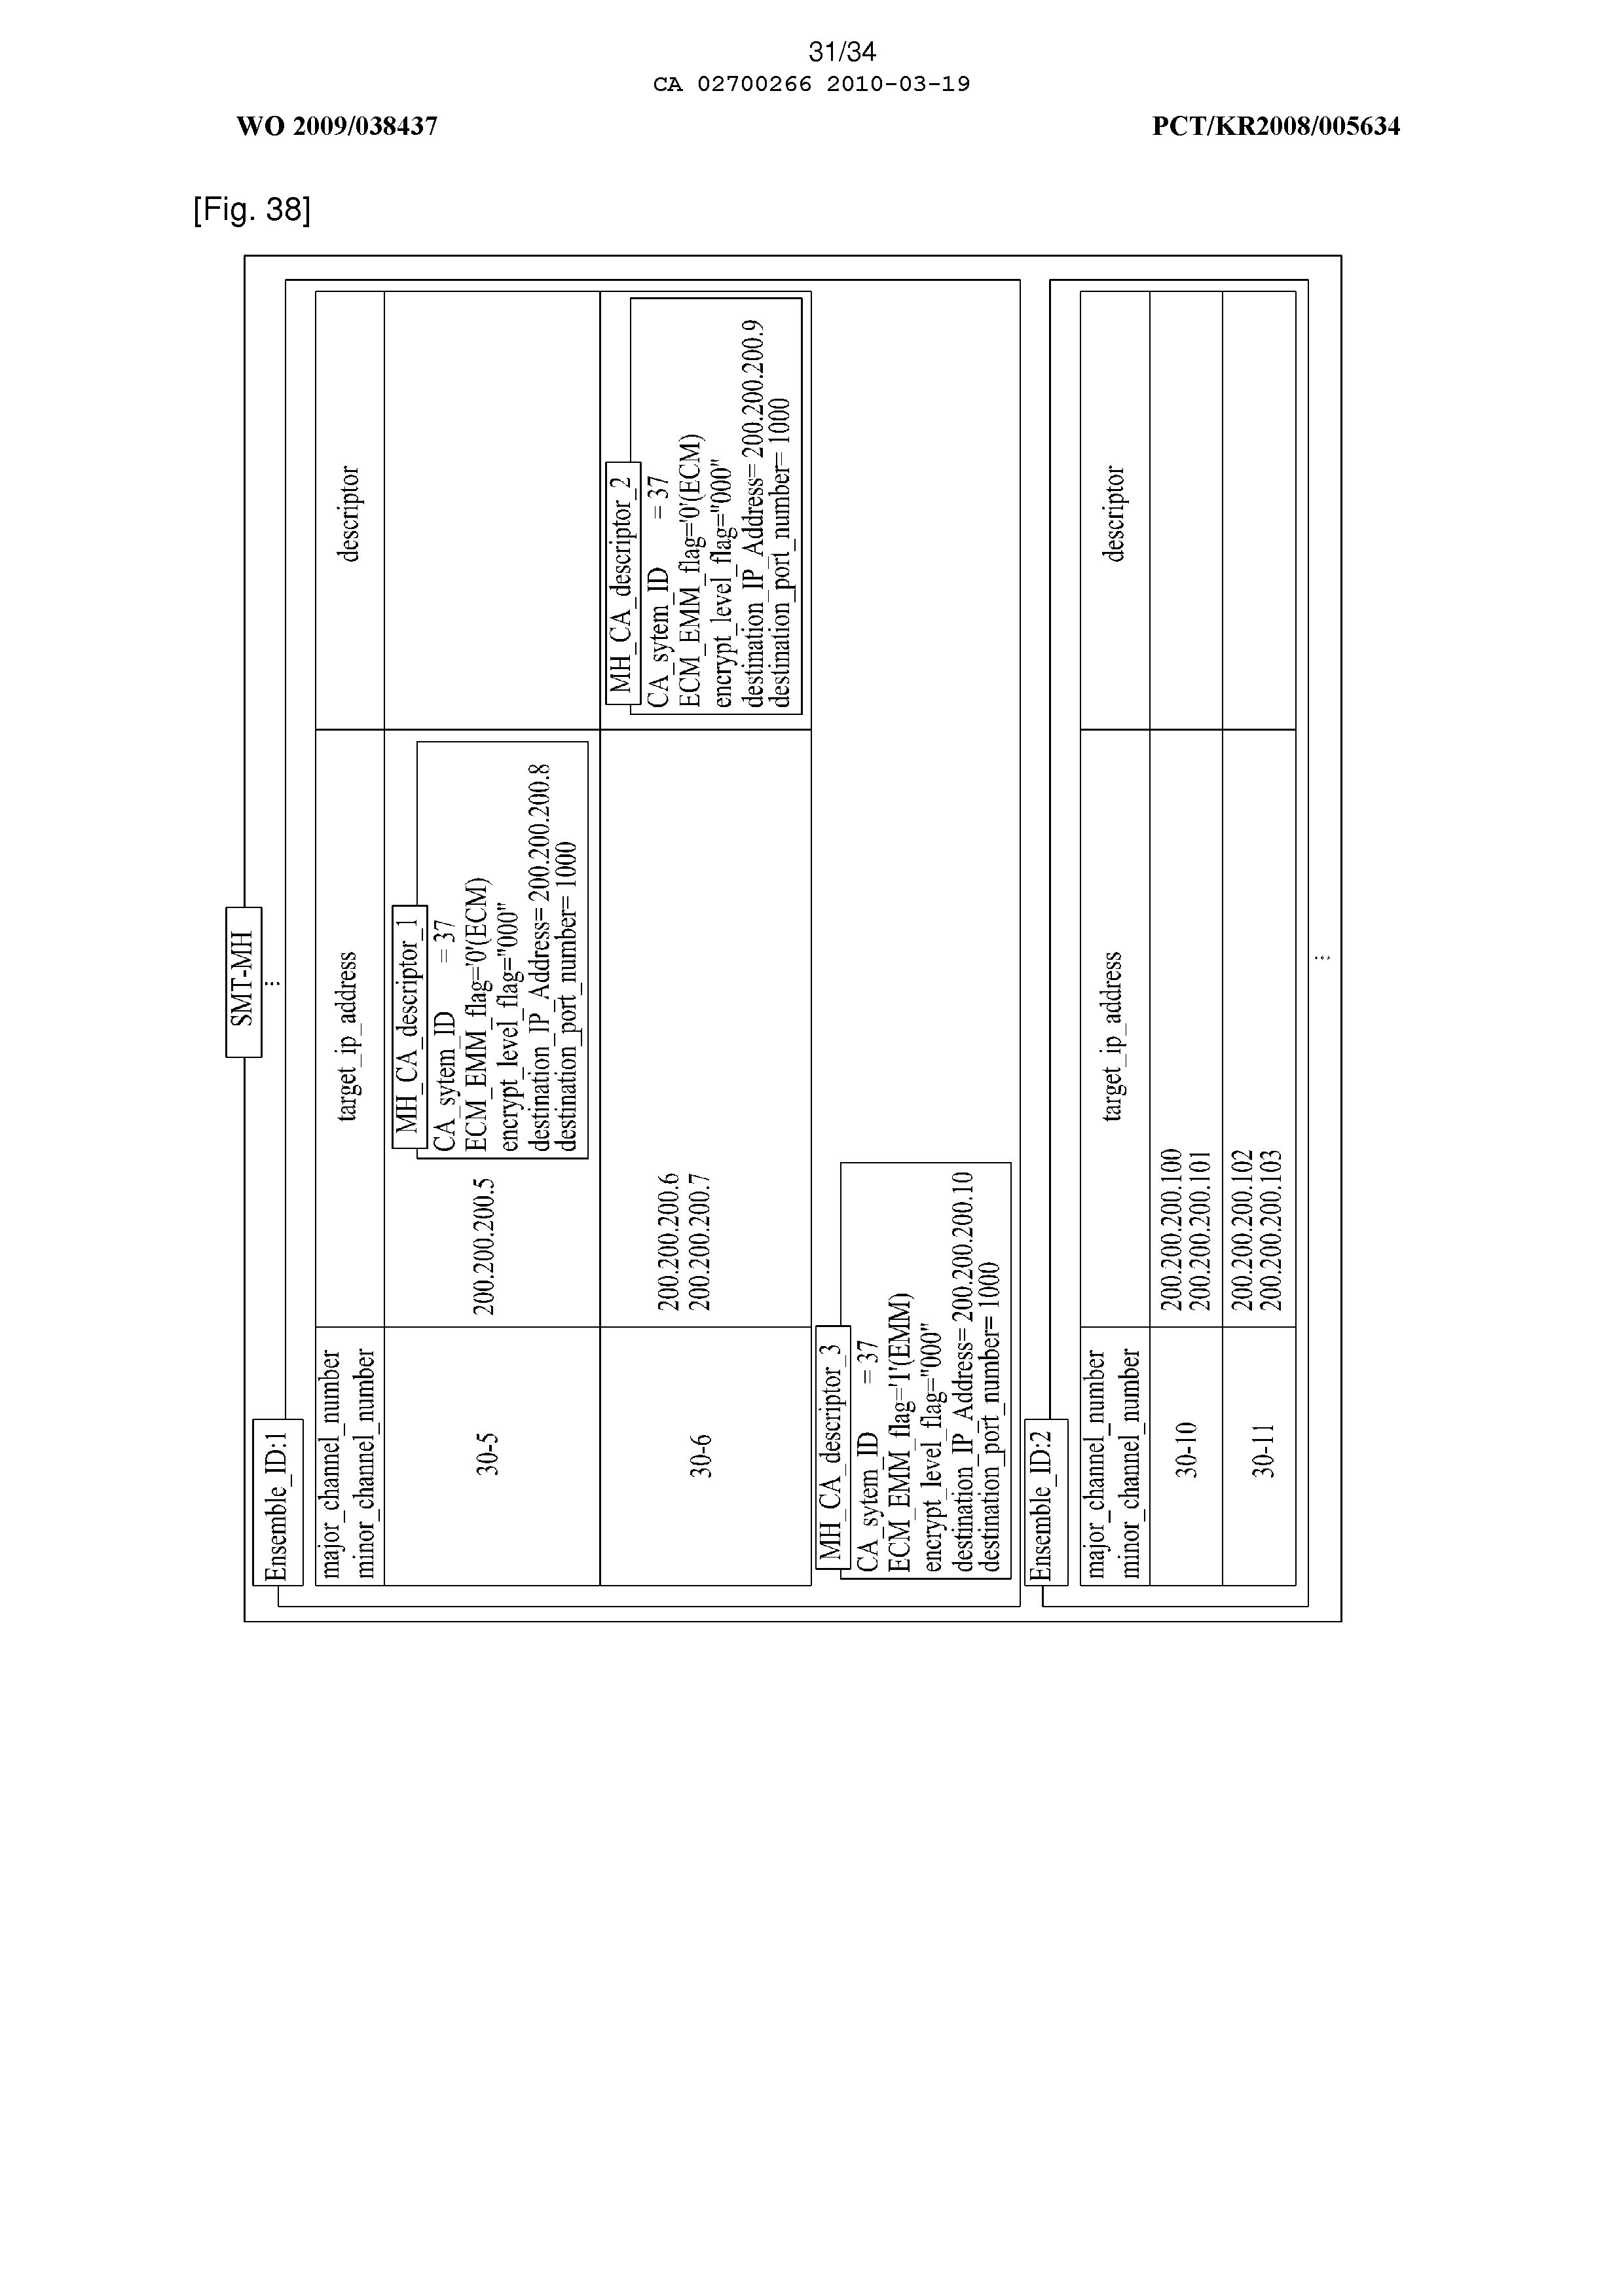 31/34
CA 02700266 2010-03-19
WO 2009/038437
PCT/KR2008/005634
[Fig. 38]
SMT-MH
...
Ensemble_ID:1
major_channel_number
minor_channel_number
target_ip_address
descriptor
30-5
200.200.200.5
MH_CA_descriptor_1
CA_sytem_ID = 37
ECM_EMM_flag='0'(ECM)
encrypt_level_flag="000"
destination_IP_Address= 200.200.200.8
destination_port_number= 1000
30-6
200.200.200.6
200.200.200.7
MH_CA_descriptor_2
CA_sytem_ID = 37
ECM_EMM_flag='0'(ECM)
encrypt_level_flag="000"
destination_IP_Address= 200.200.200.9
destination_port_number= 1000
MH_CA_descriptor_3
CA_sytem_ID = 37
ECM_EMM_flag='1'(EMM)
encrypt_level_flag="000"
destination_IP_Address= 200.200.200.10
destination_port_number= 1000
Ensemble_ID:2
major_channel_number
minor_channel_number
target_ip_address
descriptor
30-10
200.200.200.100
200.200.200.101
30-11
200.200.200.102
200.200.200.103
...